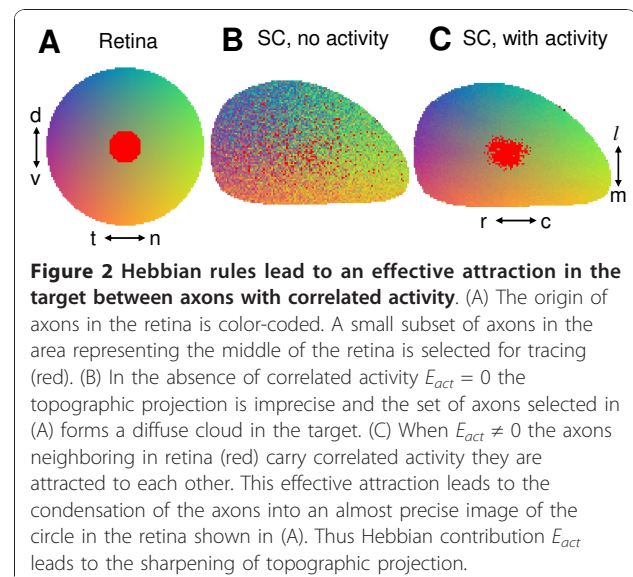 A Retina B SC, no activity C SC, with activity
d
v
t n
l
m
r c
Figure 2 Hebbian rules lead to an effective attraction in the
target between axons with correlated activity. (A) The origin of
axons in the retina is color-coded. A small subset of axons in the
area representing the middle of the retina is selected for tracing
(red). (B) In the absence of correlated activity E_act = 0 the
topographic projection is imprecise and the set of axons selected in
(A) forms a diffuse cloud in the target. (C) When E_act ≠ 0 the axons
neighboring in retina (red) carry correlated activity they are
attracted to each other. This effective attraction leads to the
condensation of the axons into an almost precise image of the
circle in the retina shown in (A). Thus Hebbian contribution E_act
leads to the sharpening of topographic projection.